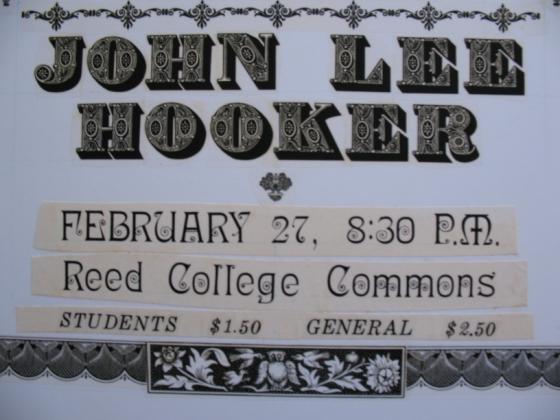 JOHN LEE
HOOKER
FEBRUARY 27, 8:30 P.M.
Reed College Commons
STUDENTS $1.50 GENERAL $2.50